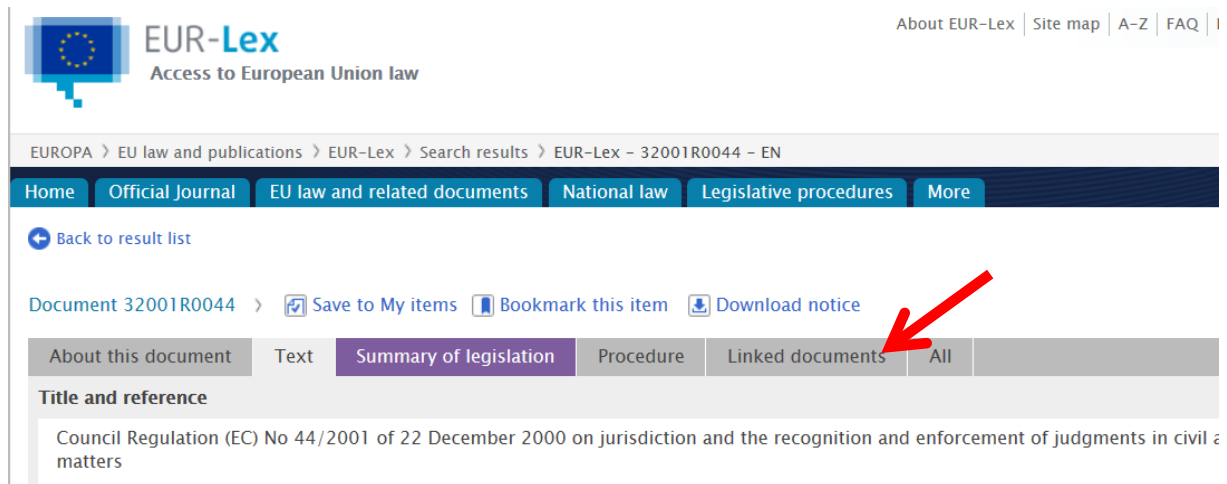 About EUR-Lex | Site map | A-Z | FAQ |
EUR-Lex
Access to European Union law
EUROPA > EU law and publications > EUR-Lex > Search results > EUR-Lex - 32001R0044 - EN
Home Official Journal EU law and related documents National law Legislative procedures More
Back to result list
Document 32001R0044 > Save to My items Bookmark this item Download notice
About this document Text Summary of legislation Procedure Linked documents All
Title and reference
Council Regulation (EC) No 44/2001 of 22 December 2000 on jurisdiction and the recognition and enforcement of judgments in civil
matters